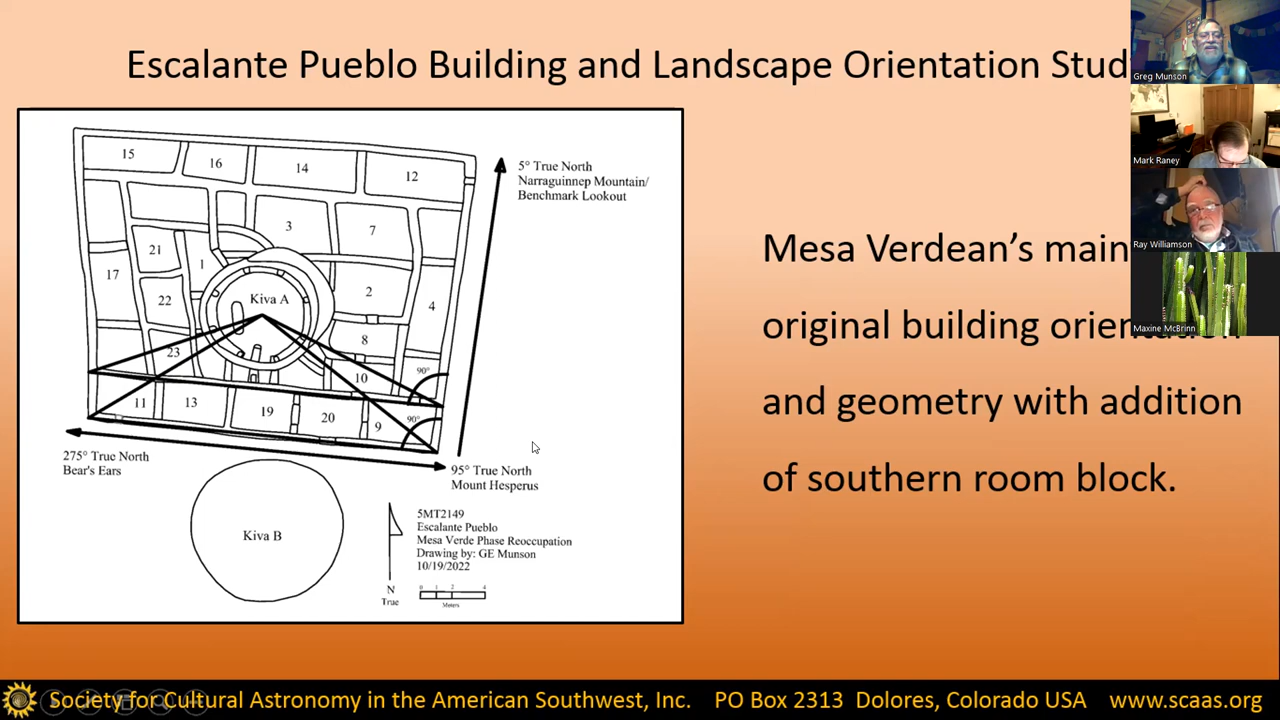 Escalante Pueblo Building and Landscape Orientation
Greg Munson
Mark Raney
Ray Williamson
Maxine McBrinn
15
16
14
12
5° True North
Narraguinnep Mountain/
Benchmark Lookout
3
7
21
1
17
22
Kiva A
2
4
23
8
10
90°
11
13
19
20
9
90°
275° True North
Bear's Ears
95° True North
Mount Hesperus
Kiva B
5MT2149
Escalante Pueblo
Mesa Verde Phase Reoccupation
Drawing by: GE Munson
10/19/2022
N
True
0 1 2 4
Meters
Mesa Verdean's
original building
and geometry with addition
of southern room block.
Society for Cultural Astronomy in the American Southwest, Inc. PO Box 2313 Dolores, Colorado USA www.scaas.org